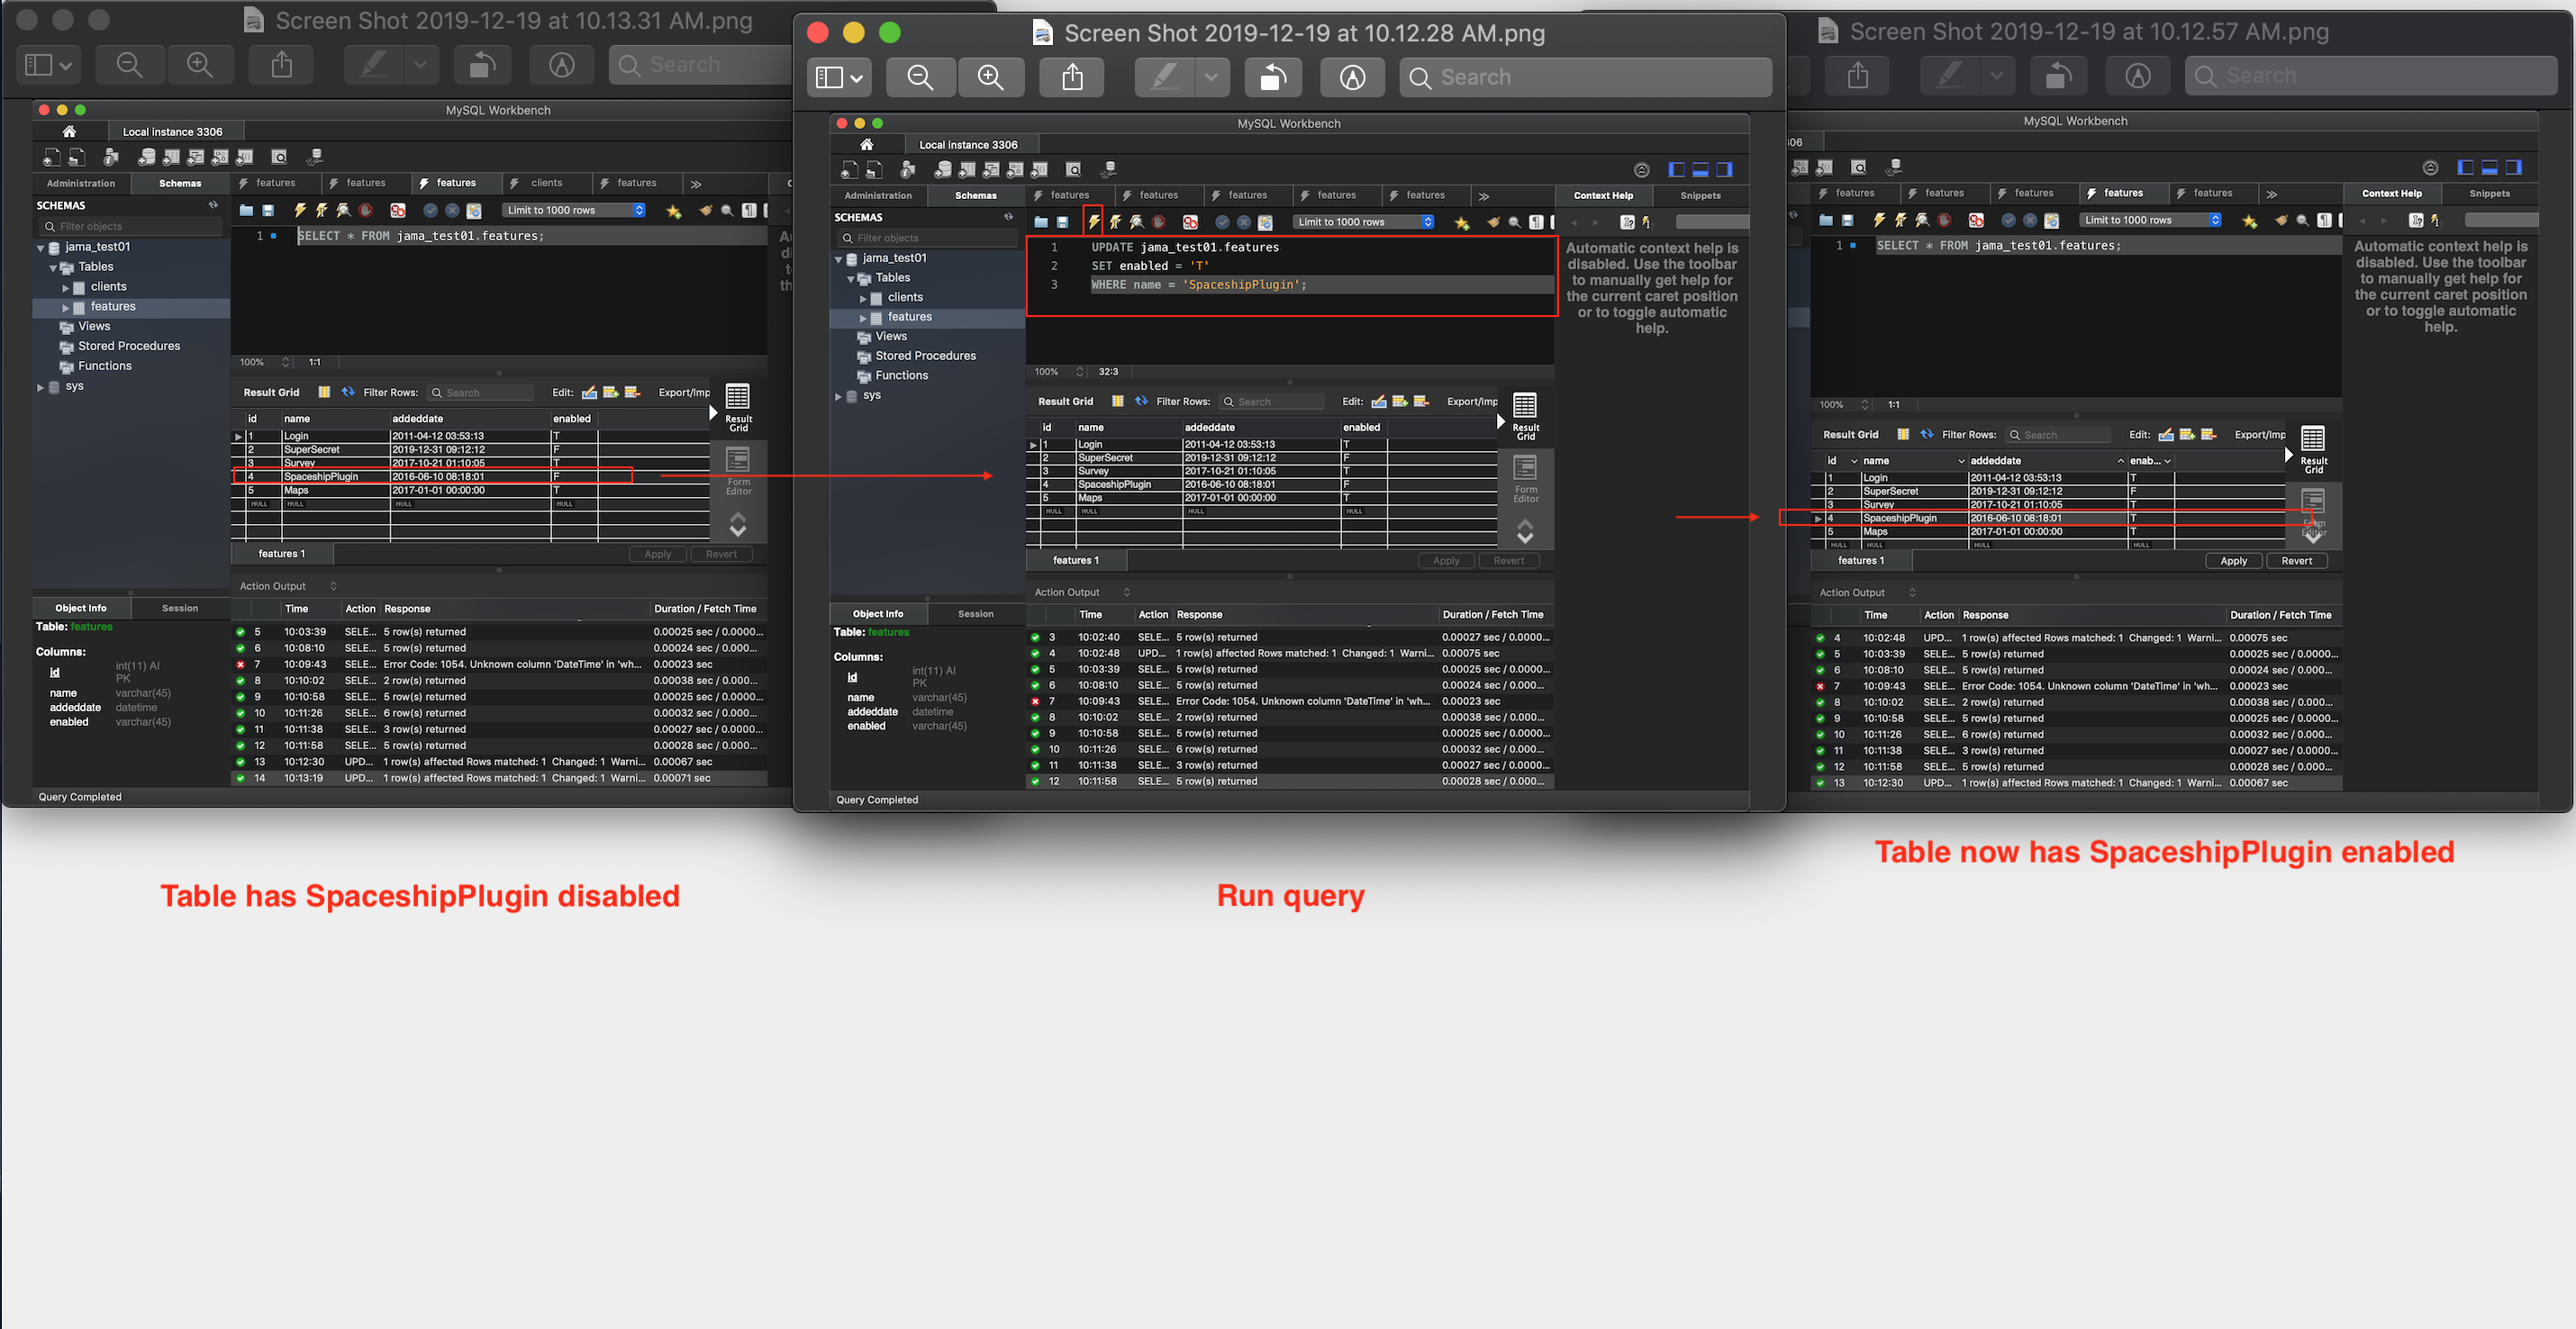 Screen Shot 2019-12-19 at 10.13.31 AM.png
Search
MySQL Workbench
Local instance 3306
Administration
Schemas
features
features
features
clients
features
SCHEMAS
Filter objects
Limit to 1000 rows
1 SELECT * FROM jama_test01.features;
jama_test01
Tables
clients
features
Views
Stored Procedures
Functions
sys
100% 1:1
Result Grid Filter Rows: Search Edit: Export/Imp
id name addeddate enabled
1 Login 2011-04-12 03:53:13 T
2 SuperSecret 2019-12-31 09:12:12 F
3 Survey 2017-10-21 01:10:05 T
4 SpaceshipPlugin 2016-06-10 08:18:01 F
5 Maps 2017-01-01 00:00:00 T
NULL NULL NULL NULL
Result Grid
Form Editor
features 1 Apply Revert
Action Output
Object Info Session
Time Action Response Duration / Fetch Time
Table: features
Columns:
id int(11) AI PK
name varchar(45)
addeddate datetime
enabled varchar(45)
5 10:03:39 SELE... 5 row(s) returned 0.00025 sec / 0.0000...
6 10:08:10 SELE... 5 row(s) returned 0.00024 sec / 0.000...
7 10:09:43 SELE... Error Code: 1054. Unknown column 'DateTime' in 'wh... 0.00023 sec
8 10:10:02 SELE... 2 row(s) returned 0.00038 sec / 0.000...
9 10:10:58 SELE... 5 row(s) returned 0.00025 sec / 0.0000...
10 10:11:26 SELE... 6 row(s) returned 0.00032 sec / 0.000...
11 10:11:38 SELE... 3 row(s) returned 0.00027 sec / 0.0000...
12 10:11:58 SELE... 5 row(s) returned 0.00028 sec / 0.000...
13 10:12:30 UPD... 1 row(s) affected Rows matched: 1 Changed: 1 Warni... 0.00067 sec
14 10:13:19 UPD... 1 row(s) affected Rows matched: 1 Changed: 1 Warni... 0.00071 sec
Query Completed
Table has SpaceshipPlugin disabled
Screen Shot 2019-12-19 at 10.12.28 AM.png
Search
MySQL Workbench
Local instance 3306
Administration
Schemas
features
features
features
features
features
Context Help
Snippets
SCHEMAS
Filter objects
Limit to 1000 rows
1 UPDATE jama_test01.features
2 SET enabled = 'T'
3 WHERE name = 'SpaceshipPlugin';
Automatic context help is
disabled. Use the toolbar
to manually get help for
the current caret position
or to toggle automatic
help.
jama_test01
Tables
clients
features
Views
Stored Procedures
Functions
sys
100% 32:3
Result Grid Filter Rows: Search Edit: Export/Imp
id name addeddate enabled
1 Login 2011-04-12 03:53:13 T
2 SuperSecret 2019-12-31 09:12:12 F
3 Survey 2017-10-21 01:10:05 T
4 SpaceshipPlugin 2016-06-10 08:18:01 F
5 Maps 2017-01-01 00:00:00 T
NULL NULL NULL NULL
Result Grid
Form Editor
features 1 Apply Revert
Action Output
Object Info Session
Time Action Response Duration / Fetch Time
Table: features
Columns:
id int(11) AI PK
name varchar(45)
addeddate datetime
enabled varchar(45)
3 10:02:40 SELE... 5 row(s) returned 0.00027 sec / 0.0000...
4 10:02:48 UPD... 1 row(s) affected Rows matched: 1 Changed: 1 Warni... 0.00075 sec
5 10:03:39 SELE... 5 row(s) returned 0.00025 sec / 0.0000...
6 10:08:10 SELE... 5 row(s) returned 0.00024 sec / 0.000...
7 10:09:43 SELE... Error Code: 1054. Unknown column 'DateTime' in 'wh... 0.00023 sec
8 10:10:02 SELE... 2 row(s) returned 0.00038 sec / 0.000...
9 10:10:58 SELE... 5 row(s) returned 0.00025 sec / 0.0000...
10 10:11:26 SELE... 6 row(s) returned 0.00032 sec / 0.000...
11 10:11:38 SELE... 3 row(s) returned 0.00027 sec / 0.0000...
12 10:11:58 SELE... 5 row(s) returned 0.00028 sec / 0.000...
Query Completed
Run query
Screen Shot 2019-12-19 at 10.12.57 AM.png
Search
MySQL Workbench
06
features
features
features
features
features
Context Help
Snippets
Limit to 1000 rows
1 SELECT * FROM jama_test01.features;
Automatic context help is
disabled. Use the toolbar
to manually get help for
the current caret position
or to toggle automatic
help.
100% 1:1
Result Grid Filter Rows: Search Edit: Export/Imp
id name addeddate enab...
1 Login 2011-04-12 03:53:13 T
2 SuperSecret 2019-12-31 09:12:12 F
3 Survey 2017-10-21 01:10:05 T
4 SpaceshipPlugin 2016-06-10 08:18:01 T
5 Maps 2017-01-01 00:00:00 T
NULL NULL NULL NULL
Result Grid
Form Editor
features 1 Apply Revert
Action Output
Time Action Response Duration / Fetch Time
4 10:02:48 UPD... 1 row(s) affected Rows matched: 1 Changed: 1 Warni... 0.00075 sec
5 10:03:39 SELE... 5 row(s) returned 0.00025 sec / 0.0000...
6 10:08:10 SELE... 5 row(s) returned 0.00024 sec / 0.000...
7 10:09:43 SELE... Error Code: 1054. Unknown column 'DateTime' in 'wh... 0.00023 sec
8 10:10:02 SELE... 2 row(s) returned 0.00038 sec / 0.000...
9 10:10:58 SELE... 5 row(s) returned 0.00025 sec / 0.0000...
10 10:11:26 SELE... 6 row(s) returned 0.00032 sec / 0.000...
11 10:11:38 SELE... 3 row(s) returned 0.00027 sec / 0.0000...
12 10:11:58 SELE... 5 row(s) returned 0.00028 sec / 0.000...
13 10:12:30 UPD... 1 row(s) affected Rows matched: 1 Changed: 1 Warni... 0.00067 sec
Table now has SpaceshipPlugin enabled